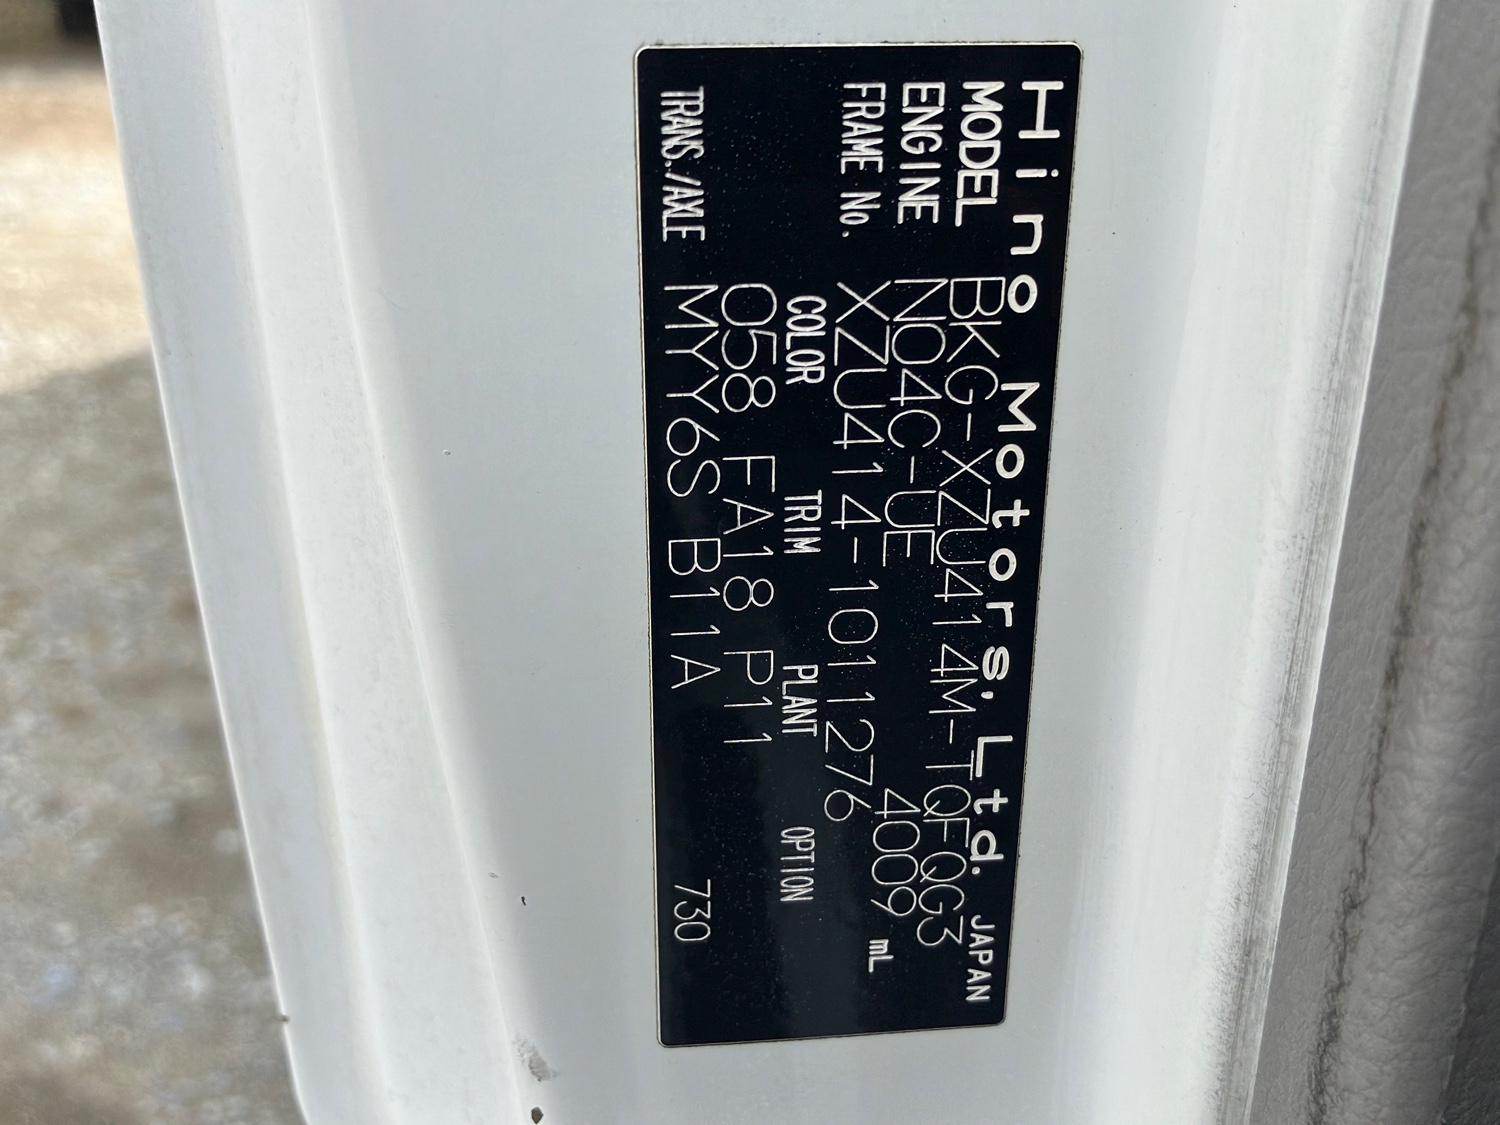 Hino Motors, Ltd. JAPAN
MODEL BKG-XZU414M-TQFQG3
ENGINE N04C-UE 4009 mL
FRAME No. XZU414-1011276
COLOR TRIM PLANT OPTION
058 FA18 P11
TRANS./AXLE MYY6S B11A 730